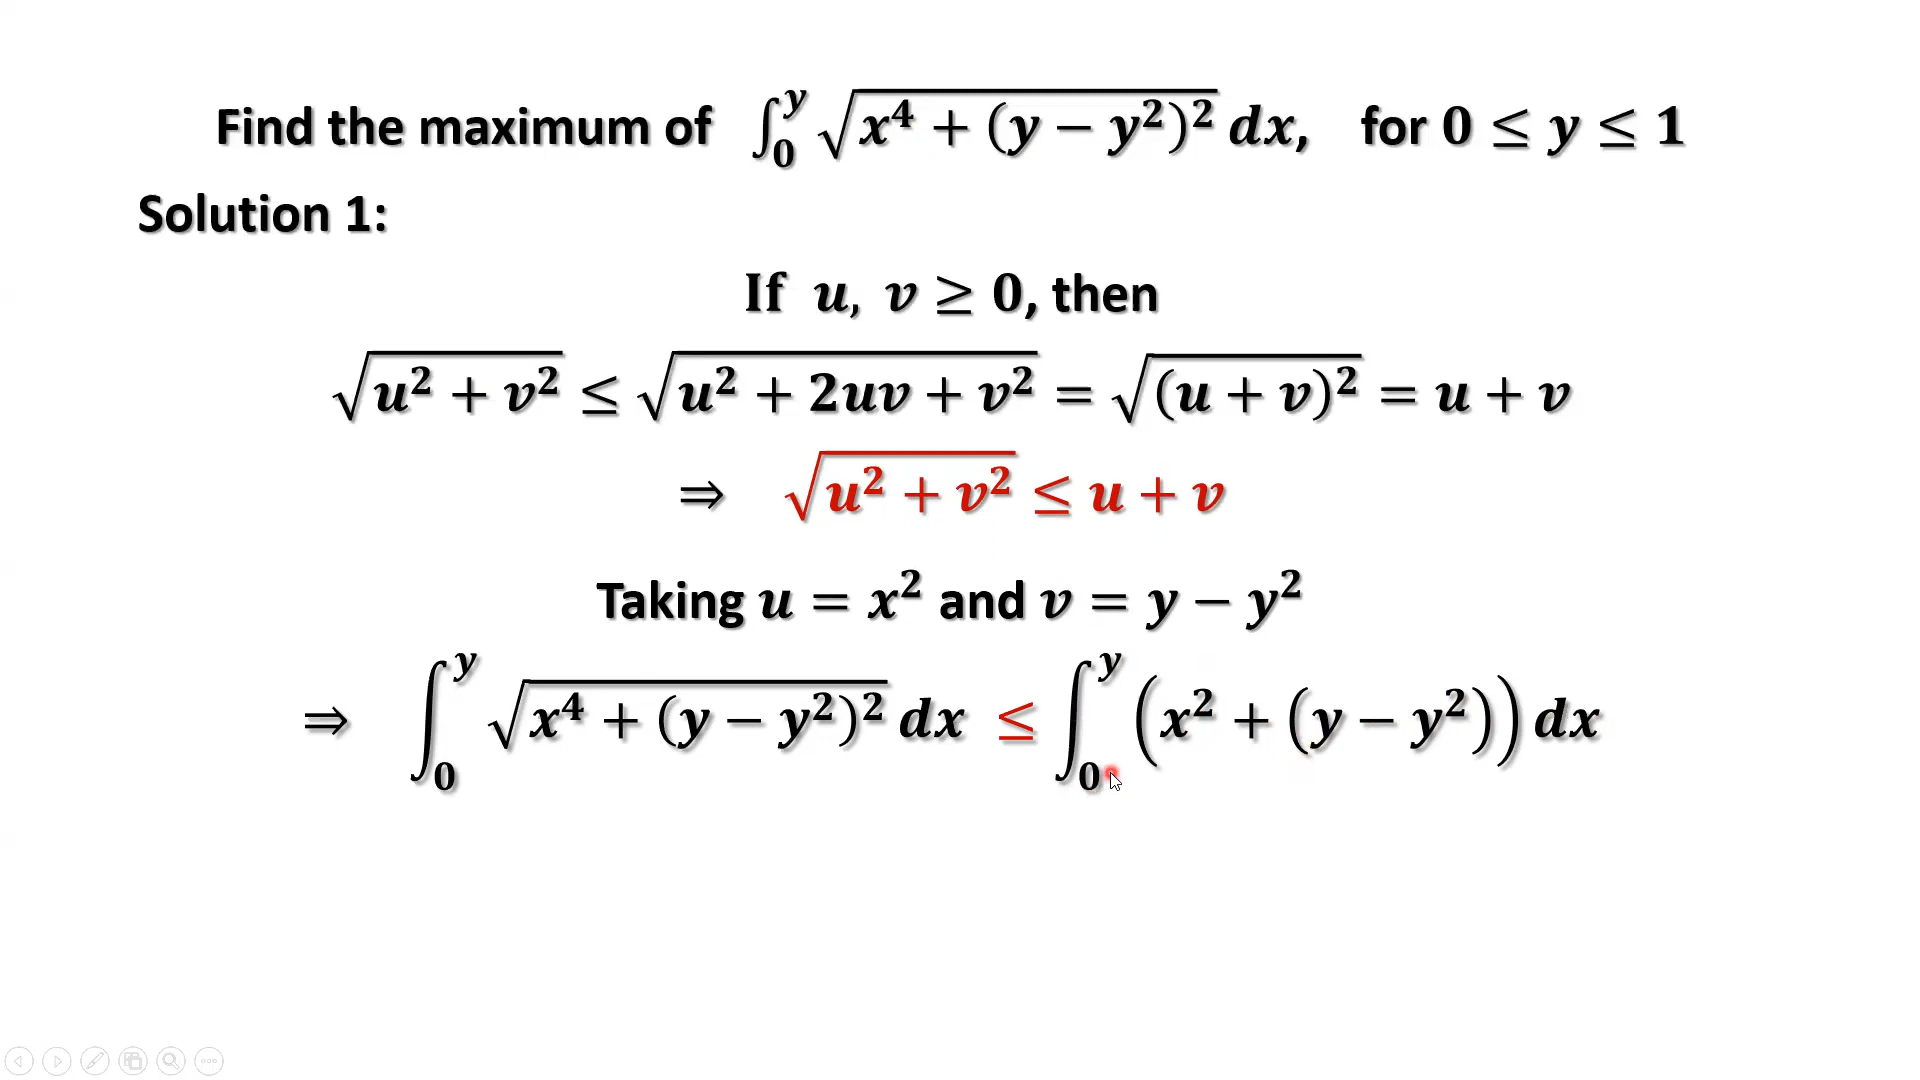 Find the maximum of ∫₀ʸ √(x⁴ + (y − y²)²) dx, for 0 ≤ y ≤ 1
Solution 1:
If u, v ≥ 0, then
√(u² + v²) ≤ √(u² + 2uv + v²) = √((u + v)²) = u + v
⇒ √(u² + v²) ≤ u + v
Taking u = x² and v = y − y²
⇒ ∫₀ʸ √(x⁴ + (y − y²)²) dx ≤ ∫₀ʸ (x² + (y − y²)) dx